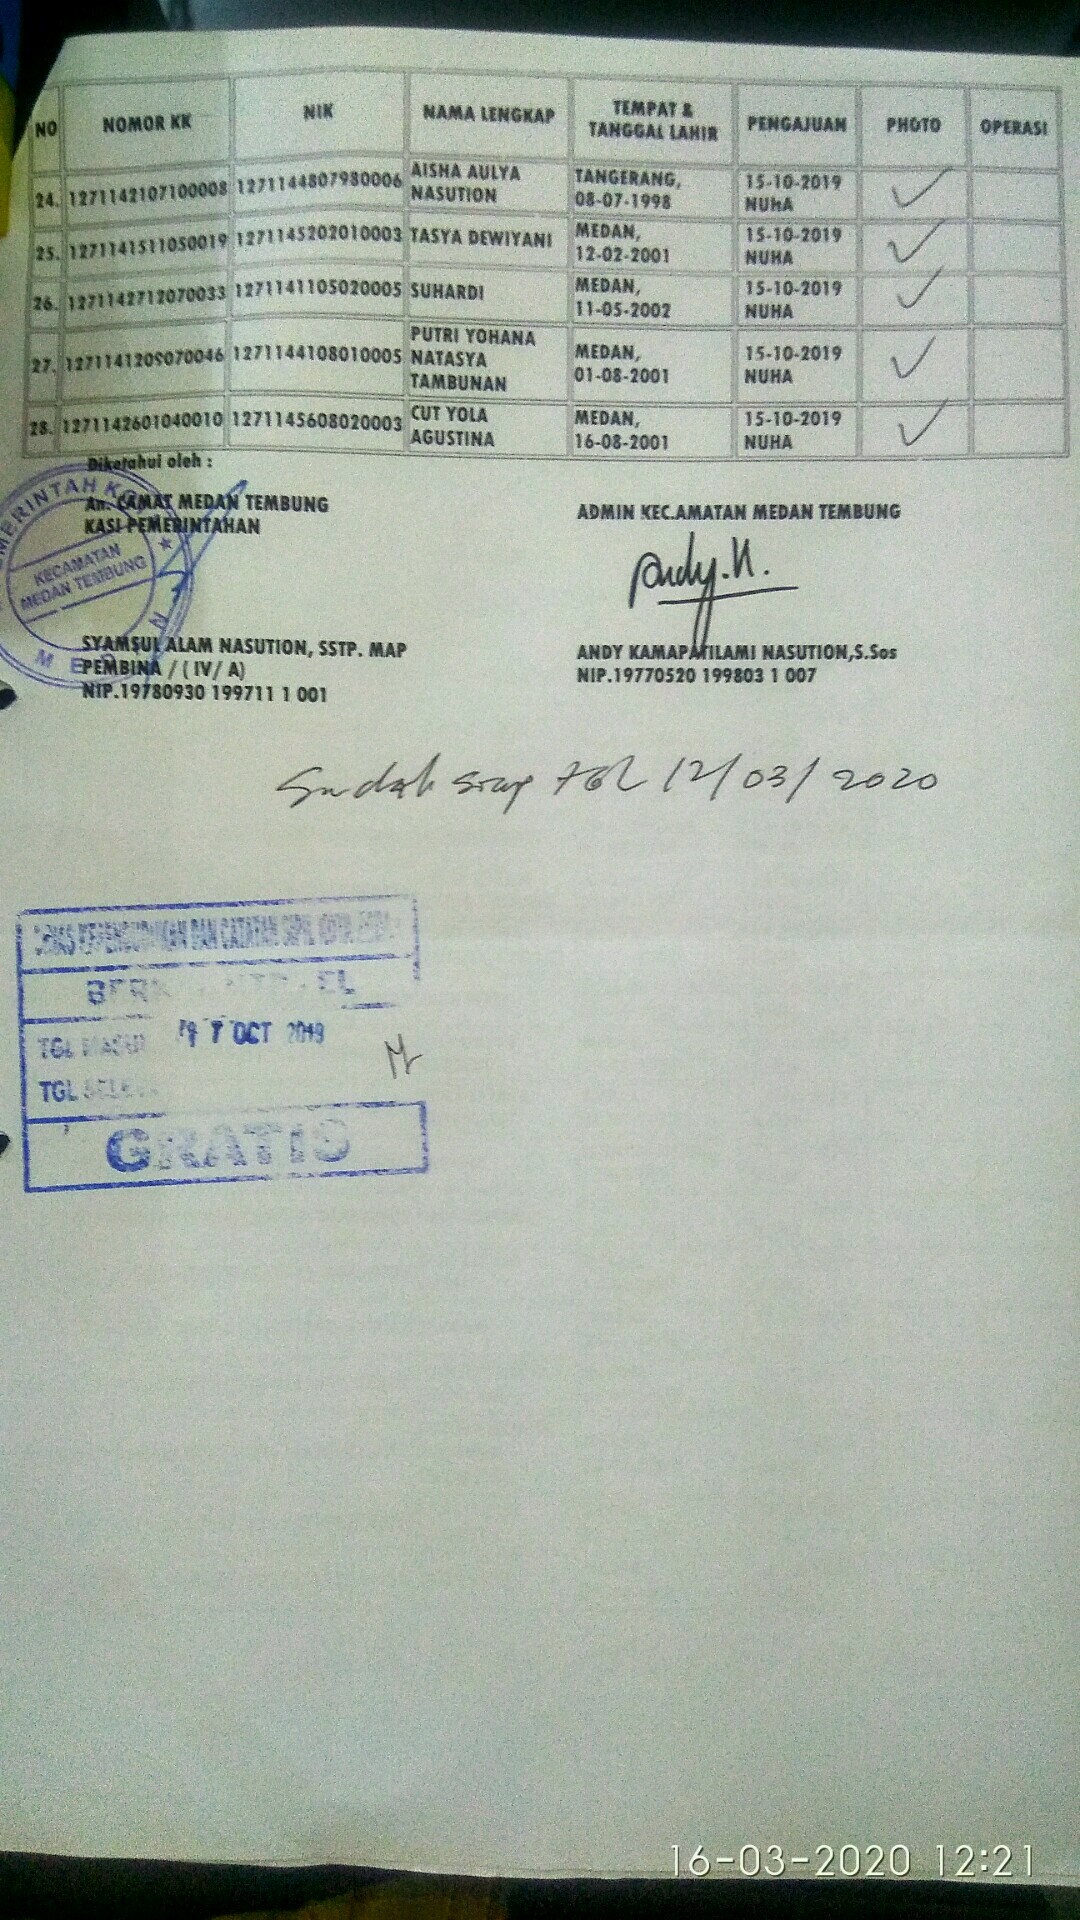 NO NOMOR KK NIK NAMA LENGKAP TEMPAT & TANGGAL LAHIR PENGAJUAN PHOTO OPERASI
24. 1271142107100008 1271144807980006 AISHA AULYA NASUTION TANGERANG, 08-07-1998 15-10-2019 NUHA
25. 1271141511050019 1271145202010003 TASYA DEWIYANI MEDAN, 12-02-2001 15-10-2019 NUHA
26. 1271142712070033 1271141105020005 SUHARDI MEDAN, 11-05-2002 15-10-2019 NUHA
27. 1271141209070046 1271144108010005 PUTRI YOHANA NATASYA TAMBUNAN MEDAN, 01-08-2001 15-10-2019 NUHA
28. 1271142601040010 1271145608020003 CUT YOLA AGUSTINA MEDAN, 16-08-2001 15-10-2019 NUHA
Diketahui oleh :
An. CAMAT MEDAN TEMBUNG
KASI PEMERINTAHAN
KECAMATAN
MEDAN TEMBUNG
SYAMSUL ALAM NASUTION, SSTP. MAP
PEMBINA / ( IV/ A)
NIP.19780930 199711 1 001
ADMIN KEC.AMATAN MEDAN TEMBUNG
Andy.N.
ANDY KAMAPATILAMI NASUTION,S.Sos
NIP.19770520 199803 1 007
Sudah siap TGL 12/03/2020
DAN CATATAN SIPIL
TGL
OCT 2019
TGL
GRATIS
16-03-2020 12:21